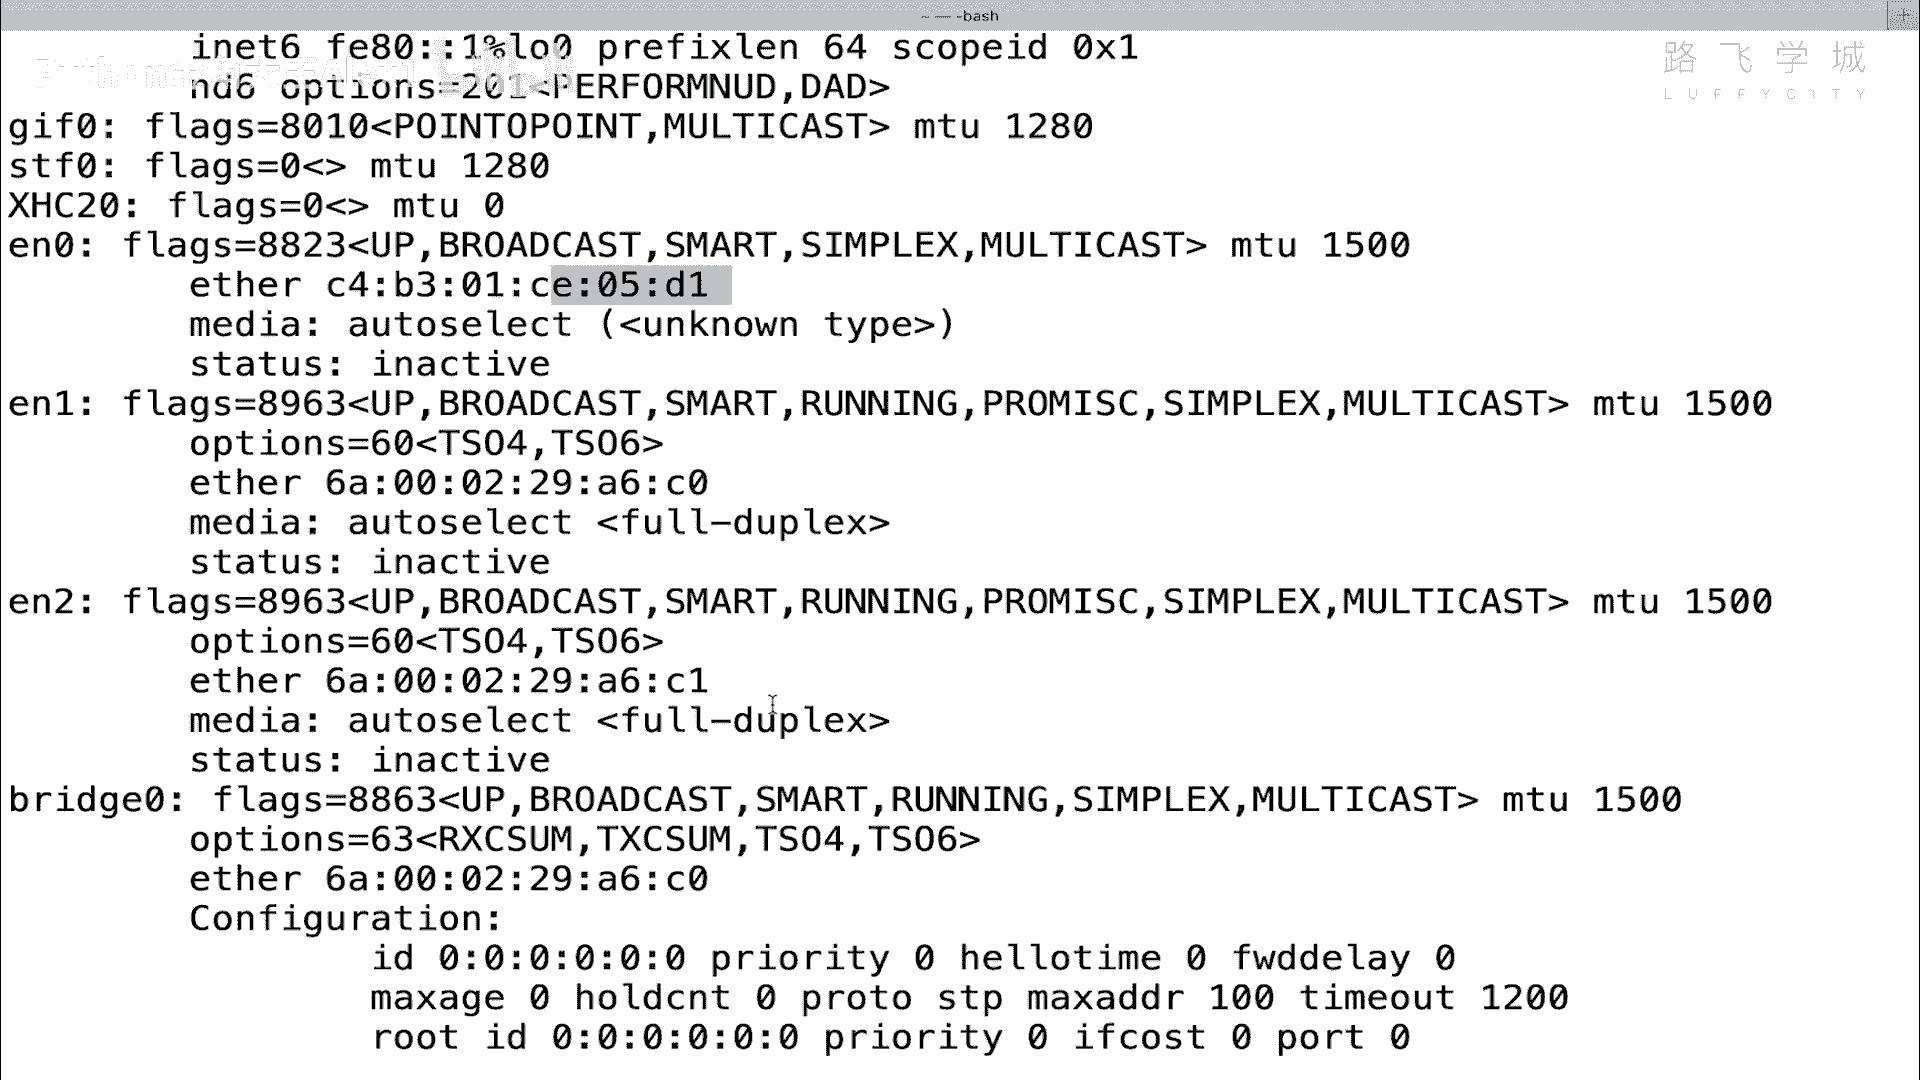 ~ — -bash
路飞学城
LUFFYCITY
inet6 fe80::1%lo0 prefixlen 64 scopeid 0x1
nd6 options=201<PERFORMNUD,DAD>
gif0: flags=8010<POINTOPOINT,MULTICAST> mtu 1280
stf0: flags=0<> mtu 1280
XHC20: flags=0<> mtu 0
en0: flags=8823<UP,BROADCAST,SMART,SIMPLEX,MULTICAST> mtu 1500
ether c4:b3:01:ce:05:d1
media: autoselect (<unknown type>)
status: inactive
en1: flags=8963<UP,BROADCAST,SMART,RUNNING,PROMISC,SIMPLEX,MULTICAST> mtu 1500
options=60<TSO4,TSO6>
ether 6a:00:02:29:a6:c0
media: autoselect <full-duplex>
status: inactive
en2: flags=8963<UP,BROADCAST,SMART,RUNNING,PROMISC,SIMPLEX,MULTICAST> mtu 1500
options=60<TSO4,TSO6>
ether 6a:00:02:29:a6:c1
media: autoselect <full-duplex>
status: inactive
bridge0: flags=8863<UP,BROADCAST,SMART,RUNNING,SIMPLEX,MULTICAST> mtu 1500
options=63<RXCSUM,TXCSUM,TSO4,TSO6>
ether 6a:00:02:29:a6:c0
Configuration:
id 0:0:0:0:0:0 priority 0 hellotime 0 fwddelay 0
maxage 0 holdcnt 0 proto stp maxaddr 100 timeout 1200
root id 0:0:0:0:0:0 priority 0 ifcost 0 port 0